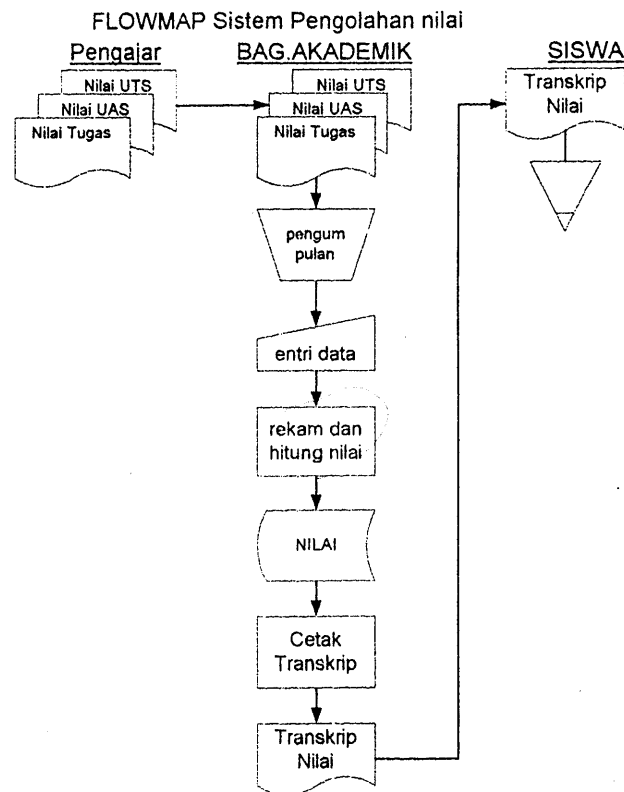 FLOWMAP Sistem Pengolahan nilai
Pengajar
BAG.AKADEMIK
SISWA
Nilai UTS
Nilai UAS
Nilai Tugas
Nilai UTS
Nilai UAS
Nilai Tugas
Transkrip
Nilai
pengum
pulan
entri data
rekam dan
hitung nilai
NILAI
Cetak
Transkrip
Transkrip
Nilai